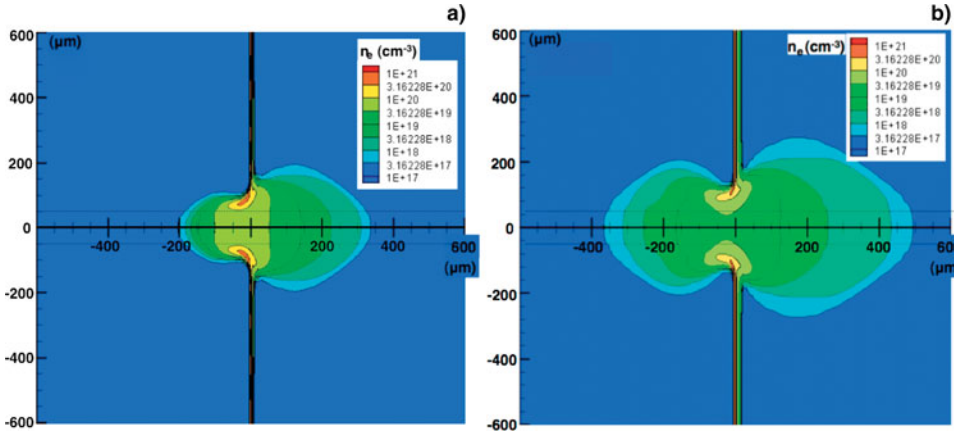 a)
600
(µm)
400
200
0
-200
-400
-600
-400
-200
200
400
600
(µm)
nₑ (cm⁻³)
1E+21
3.16228E+20
1E+20
3.16228E+19
1E+19
3.16228E+18
1E+18
3.16228E+17
1E+17
b)
600
(µm)
400
200
0
-200
-400
-600
-400
-200
0
200
400
600
(µm)
nₑ (cm⁻³)
1E+21
3.16228E+20
1E+20
3.16228E+19
1E+19
3.16228E+18
1E+18
3.16228E+17
1E+17